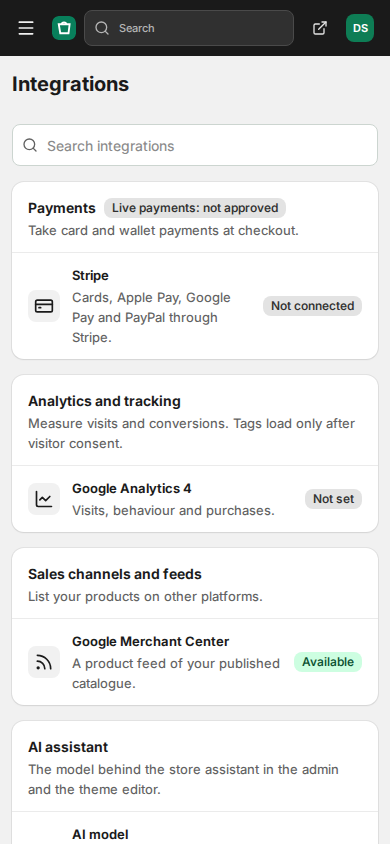 Search
DS
Integrations
Search integrations
Payments Live payments: not approved
Take card and wallet payments at checkout.
Stripe
Cards, Apple Pay, Google
Pay and PayPal through
Stripe.
Not connected
Analytics and tracking
Measure visits and conversions. Tags load only after
visitor consent.
Google Analytics 4
Visits, behaviour and purchases.
Not set
Sales channels and feeds
List your products on other platforms.
Google Merchant Center
A product feed of your published
catalogue.
Available
AI assistant
The model behind the store assistant in the admin
and the theme editor.
AI model